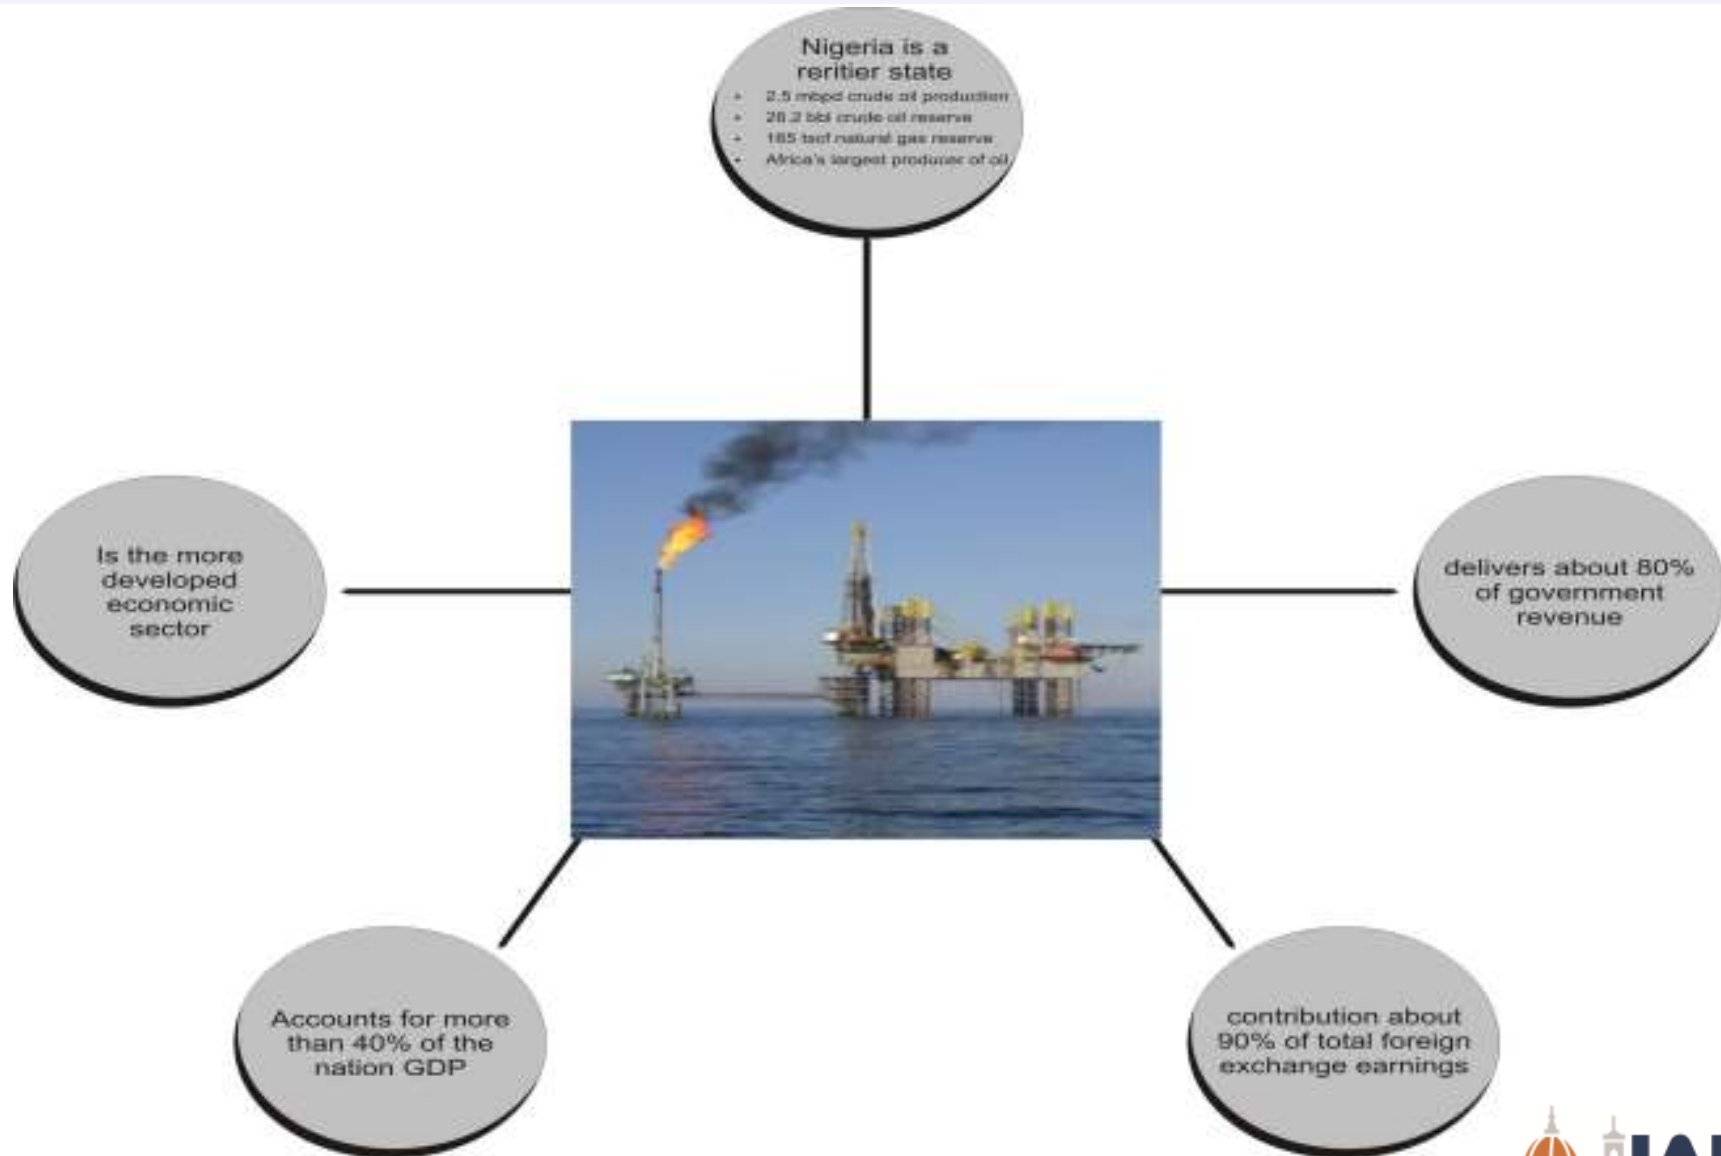 Nigeria is a
reritier state
• 2.5 mbpd crude oil production
• 28.2 bbl crude oil reserve
• 165 tscf natural gas reserve
• Africa's largest producer of oil
Is the more
developed
economic
sector
delivers about 80%
of government
revenue
Accounts for more
than 40% of the
nation GDP
contribution about
90% of total foreign
exchange earnings